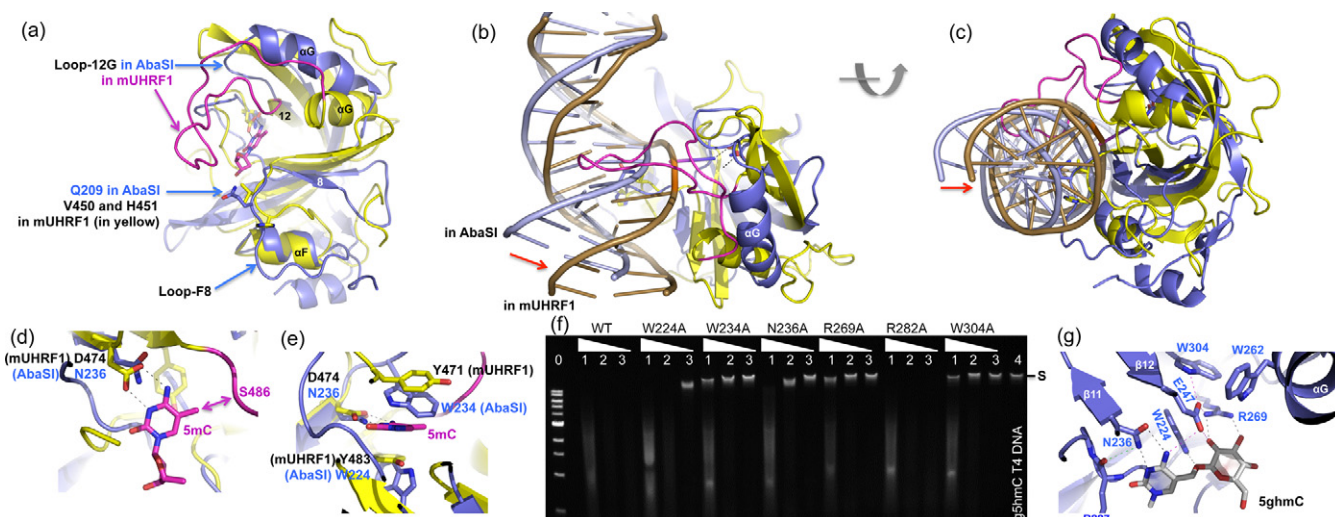 (a)
αG
Loop-12G in AbaSI
in mUHRF1
αG
12
Q209 in AbaSI
8
V450 and H451
in mUHRF1 (in yellow)
αF
Loop-F8
(b)
in AbaSI
αG
in mUHRF1
(c)
(d)
(mUHRF1) D474
(AbaSI) N236
S486
5mC
(e)
D474
N236
Y471 (mUHRF1)
W234 (AbaSI)
5mC
(mUHRF1) Y483
(AbaSI) W224
(f)
WT W224A W234A N236A R269A R282A W304A
0 1 2 3 1 2 3 1 2 3 1 2 3 1 2 3 1 2 3 1 2 3 4
S
g5hmC T4 DNA
(g)
W304
W262
β12
E247
αG
β11
R269
W224
N236
5ghmC